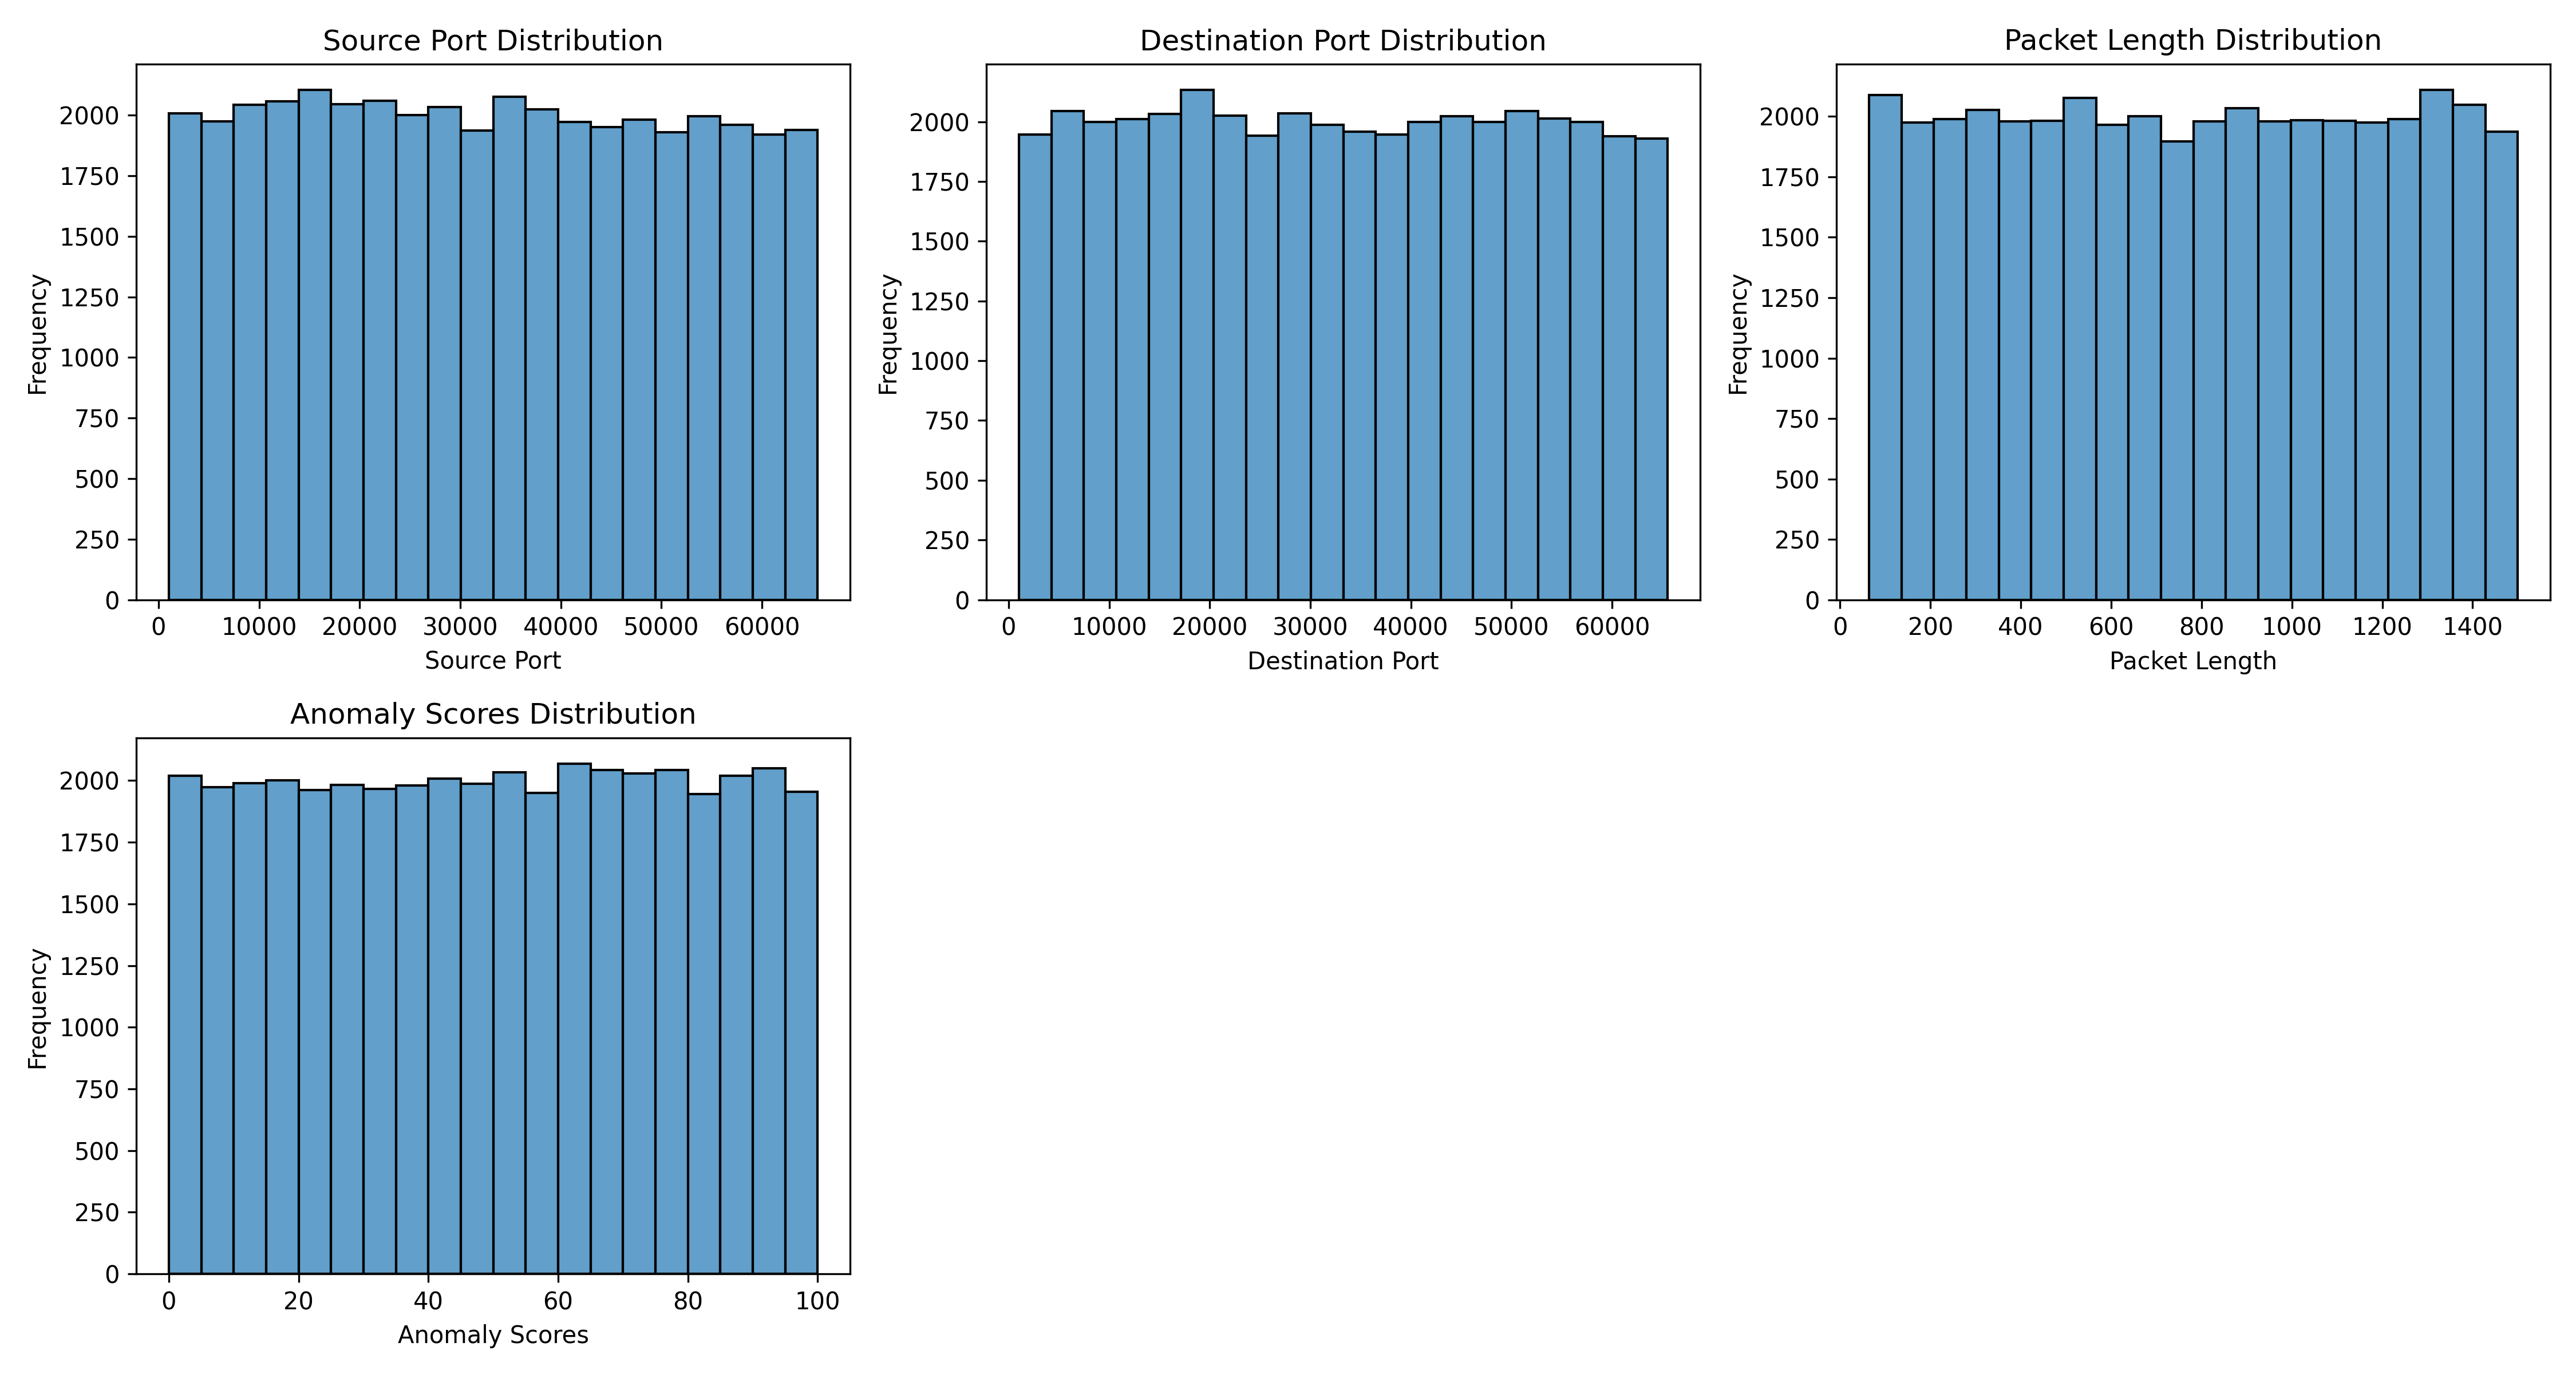 Source Port Distribution
Frequency
2000
1750
1500
1250
1000
750
500
250
0
0 10000 20000 30000 40000 50000 60000
Source Port
Destination Port Distribution
Frequency
2000
1750
1500
1250
1000
750
500
250
0
0 10000 20000 30000 40000 50000 60000
Destination Port
Packet Length Distribution
Frequency
2000
1750
1500
1250
1000
750
500
250
0
0 200 400 600 800 1000 1200 1400
Packet Length
Anomaly Scores Distribution
Frequency
2000
1750
1500
1250
1000
750
500
250
0
0 20 40 60 80 100
Anomaly Scores